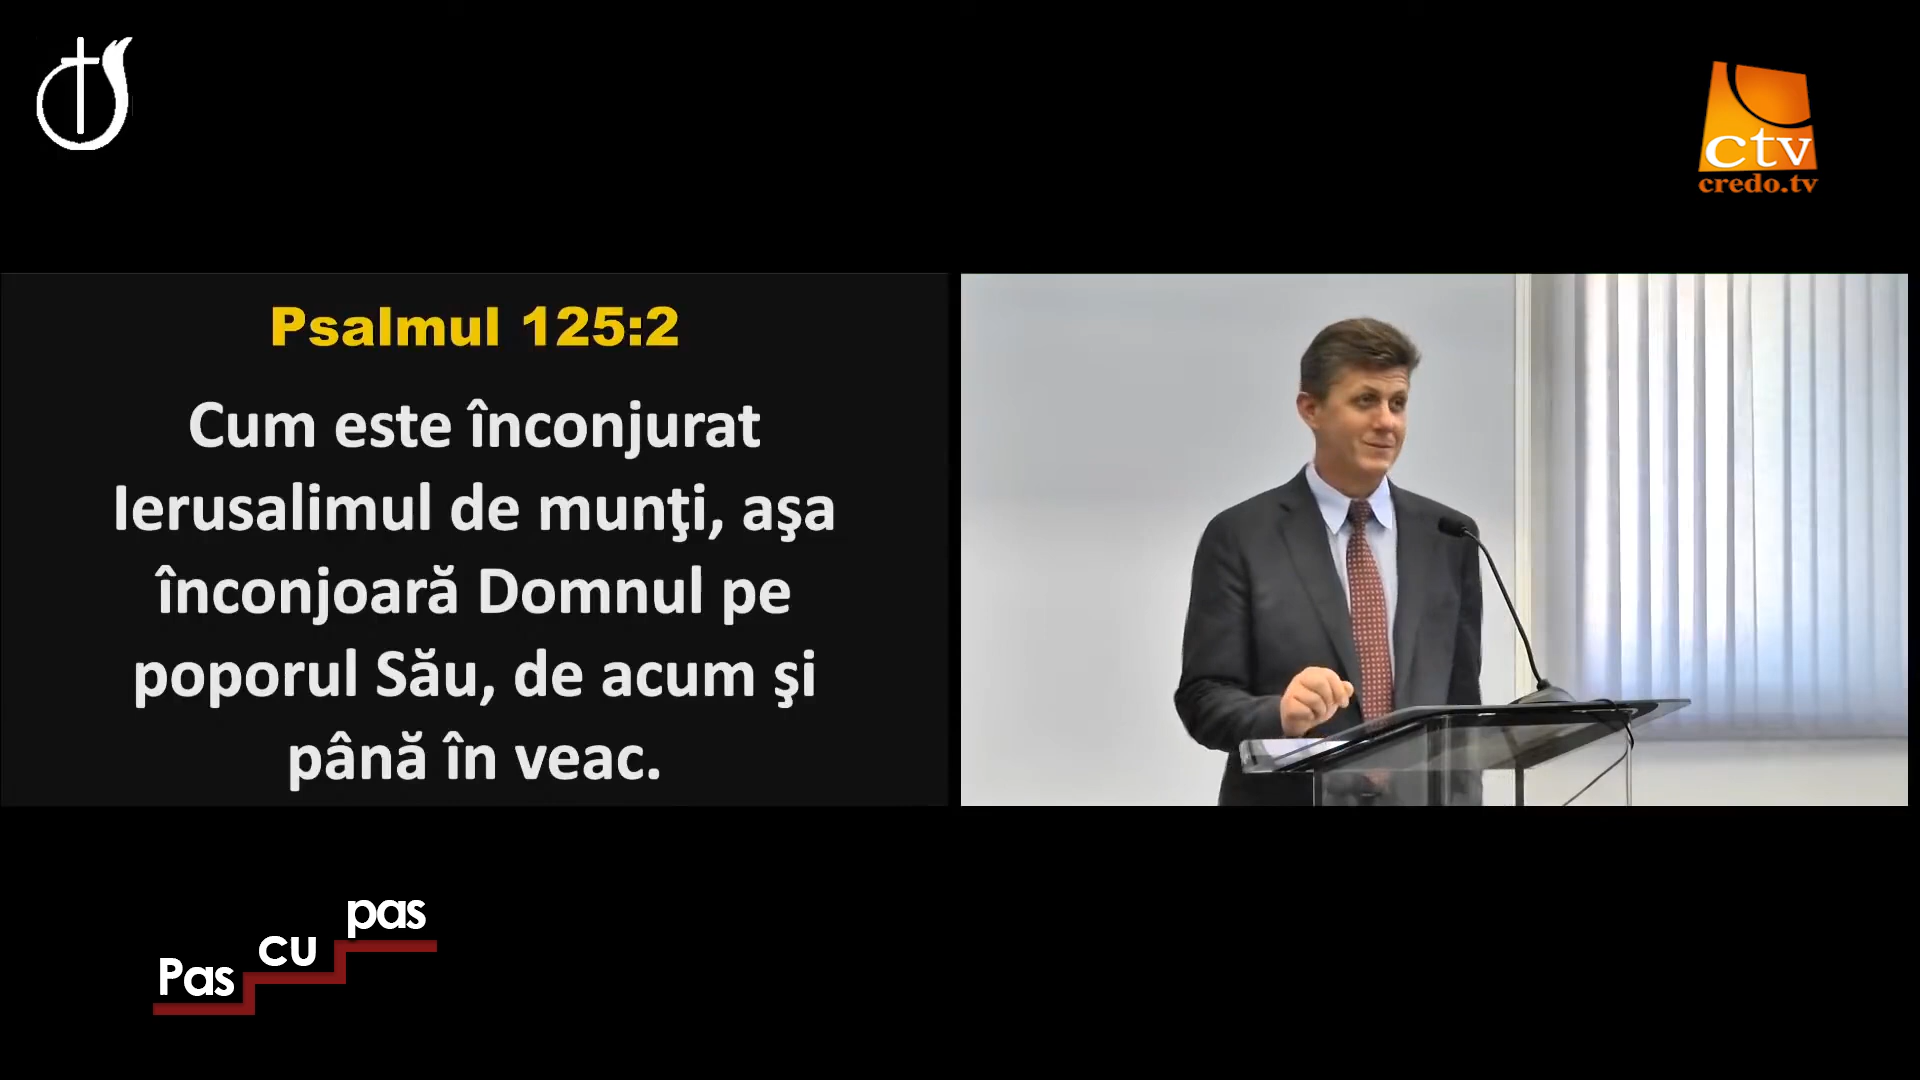 ctv
credo.tv
Psalmul 125:2
Cum este înconjurat
Ierusalimul de munţi, aşa
înconjoară Domnul pe
poporul Său, de acum şi
până în veac.
Pas cu pas